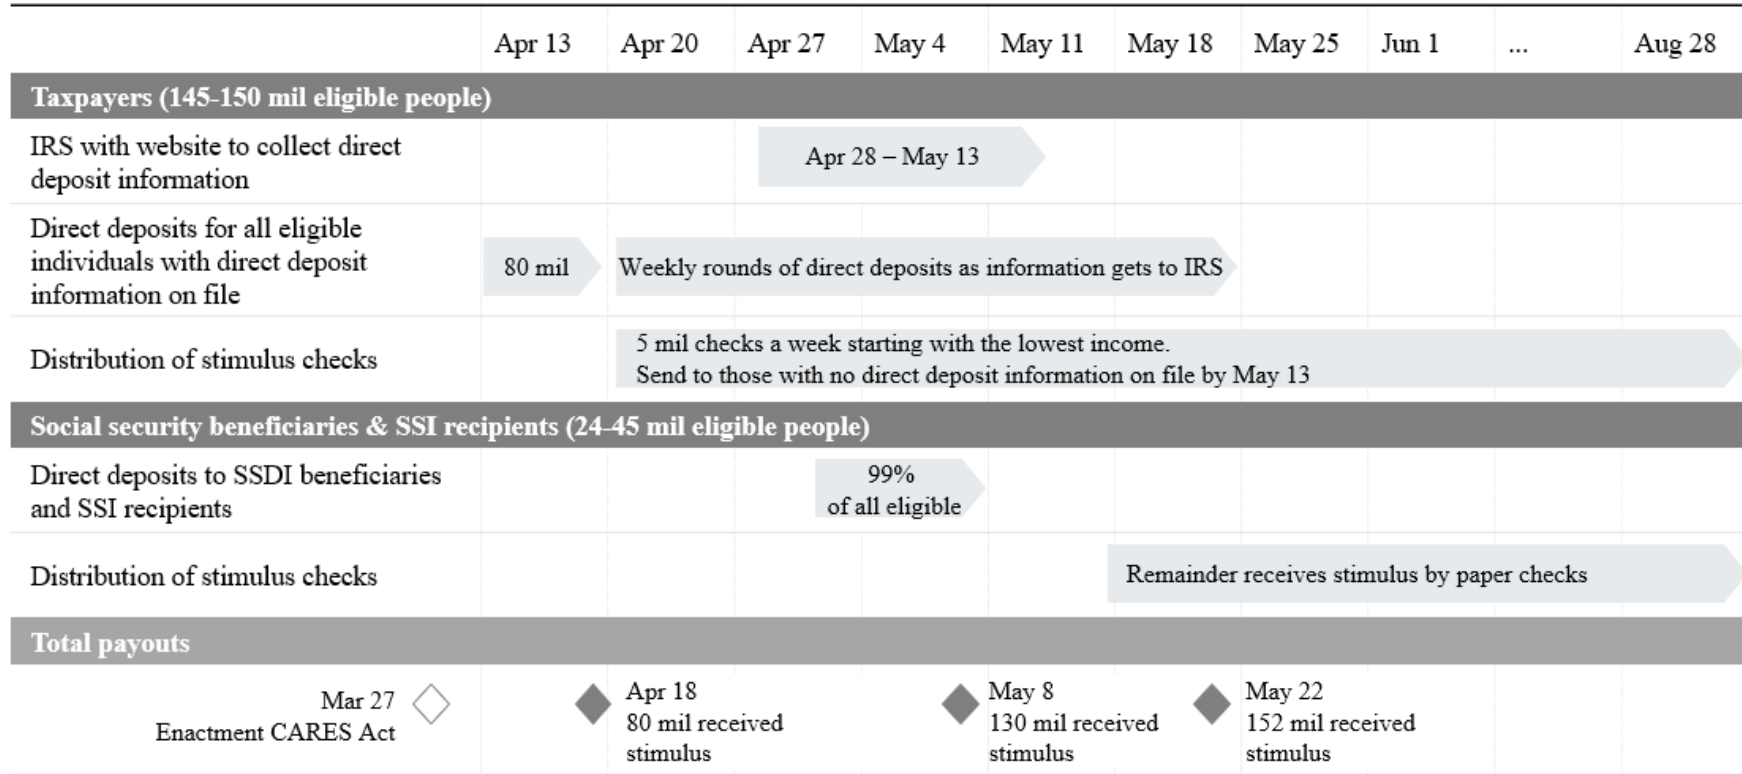 Apr 13 Apr 20 Apr 27 May 4 May 11 May 18 May 25 Jun 1 ... Aug 28
Taxpayers (145-150 mil eligible people)
IRS with website to collect direct
deposit information
Apr 28 – May 13
Direct deposits for all eligible
individuals with direct deposit
information on file
80 mil
Weekly rounds of direct deposits as information gets to IRS
Distribution of stimulus checks
5 mil checks a week starting with the lowest income.
Send to those with no direct deposit information on file by May 13
Social security beneficiaries & SSI recipients (24-45 mil eligible people)
Direct deposits to SSDI beneficiaries
and SSI recipients
99%
of all eligible
Distribution of stimulus checks
Remainder receives stimulus by paper checks
Total payouts
Mar 27
Enactment CARES Act
Apr 18
80 mil received
stimulus
May 8
130 mil received
stimulus
May 22
152 mil received
stimulus